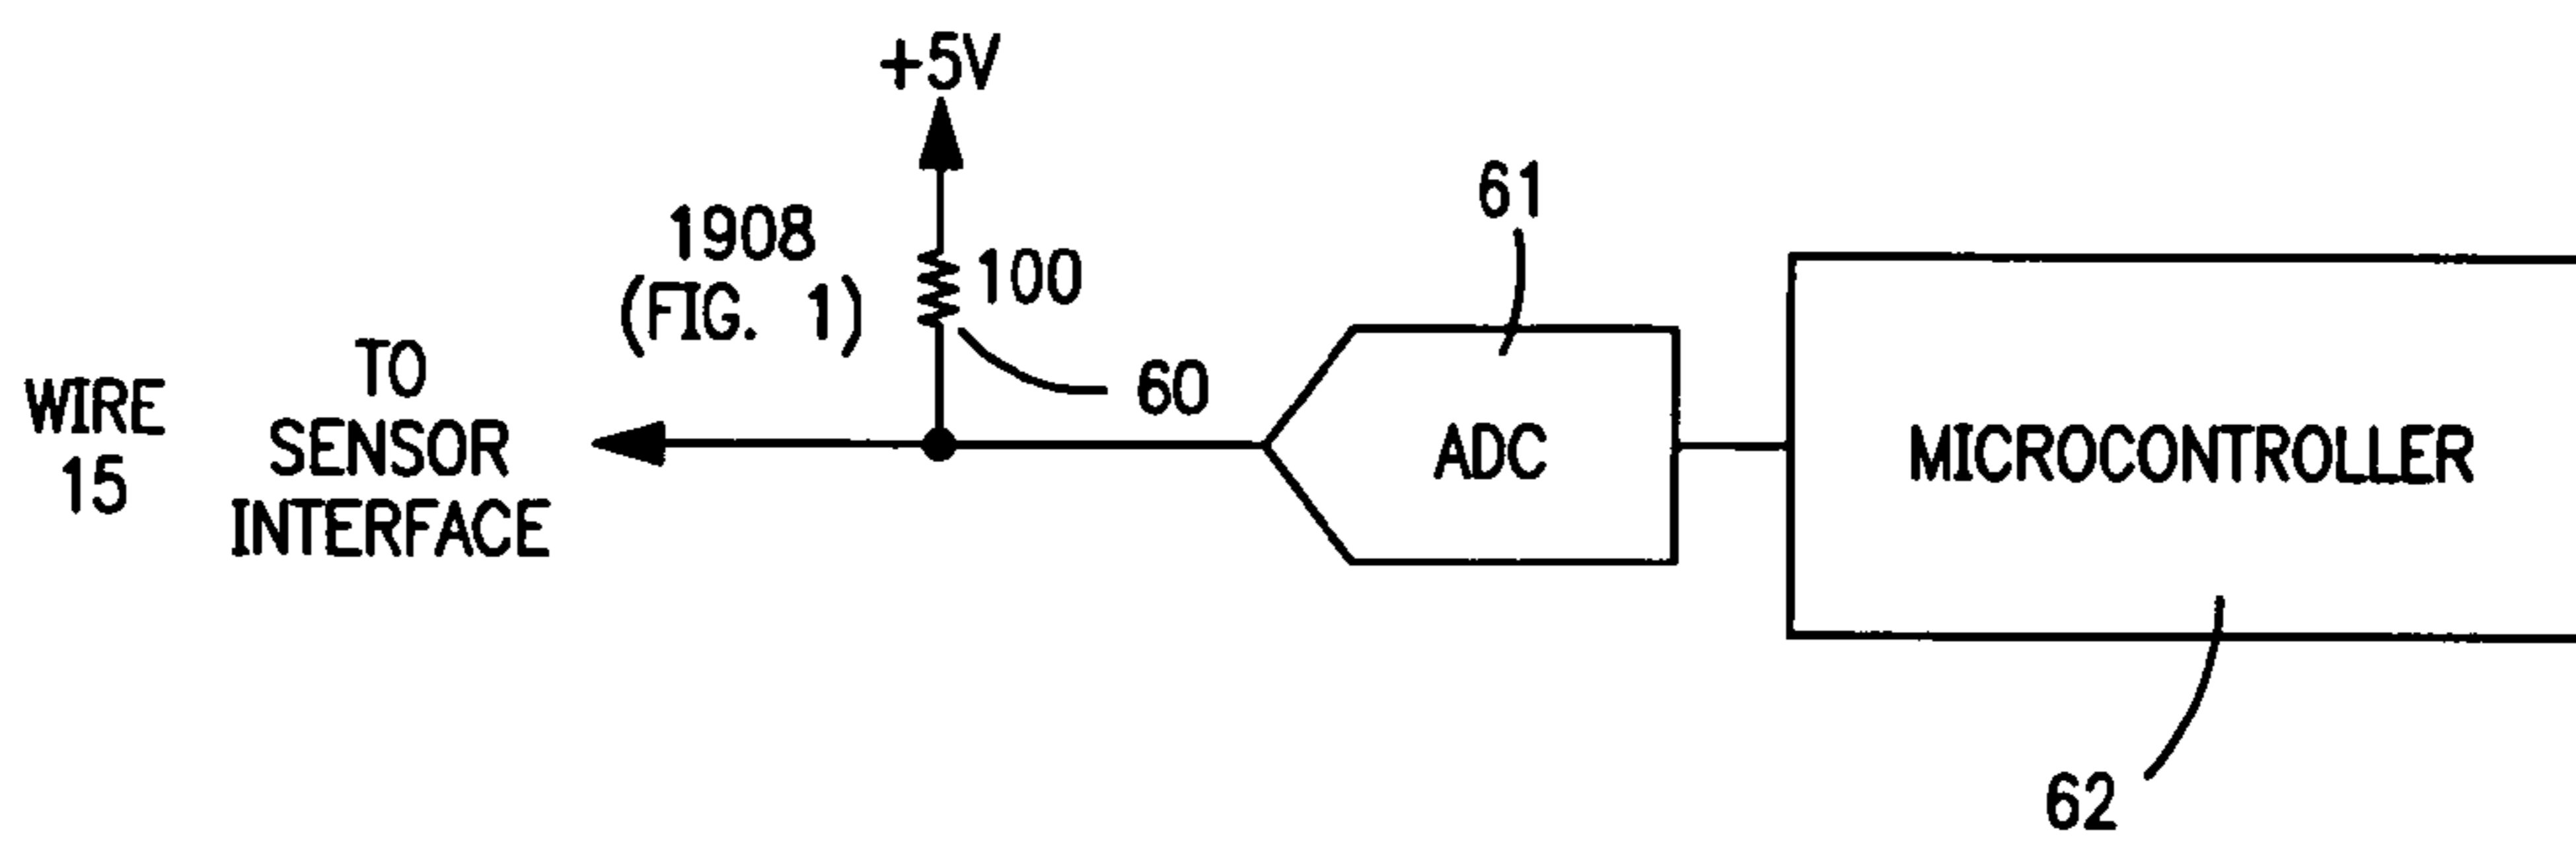 +5V
1908
(FIG. 1)
100
60
WIRE
15
TO
SENSOR
INTERFACE
61
ADC
MICROCONTROLLER
62